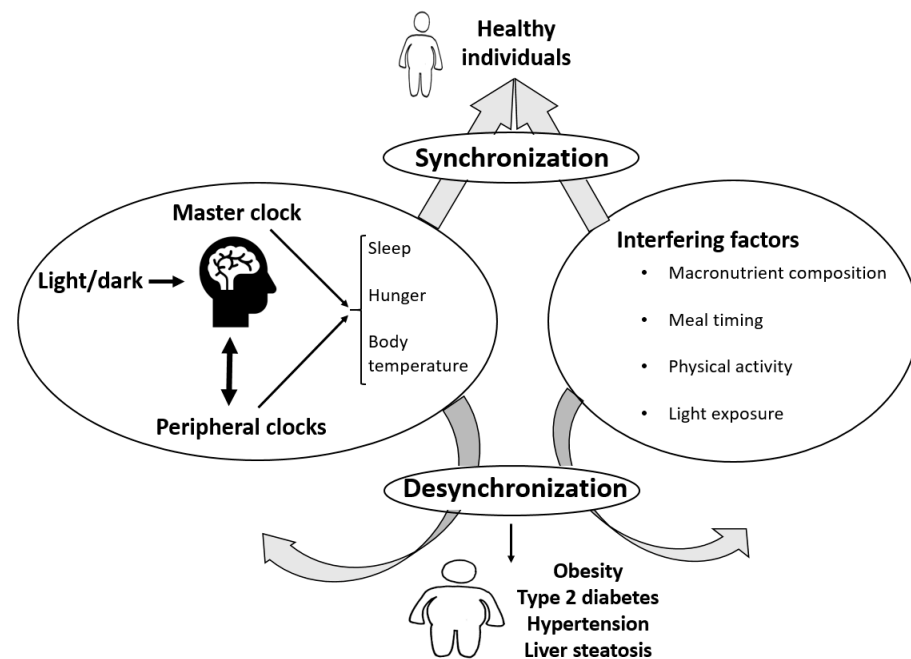 Healthy
individuals
Synchronization
Master clock
Light/dark
Sleep
Hunger
Body
temperature
Peripheral clocks
Interfering factors
• Macronutrient composition
• Meal timing
• Physical activity
• Light exposure
Desynchronization
Obesity
Type 2 diabetes
Hypertension
Liver steatosis